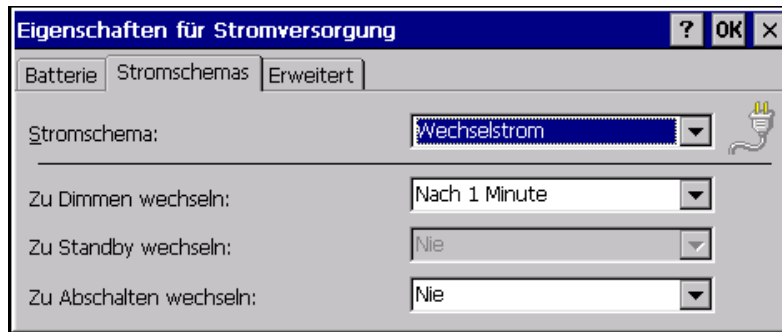 Eigenschaften für Stromversorgung ? OK ×
Batterie Stromschemas Erweitert
Stromschema: Wechselstrom
Zu Dimmen wechseln: Nach 1 Minute
Zu Standby wechseln: Nie
Zu Abschalten wechseln: Nie